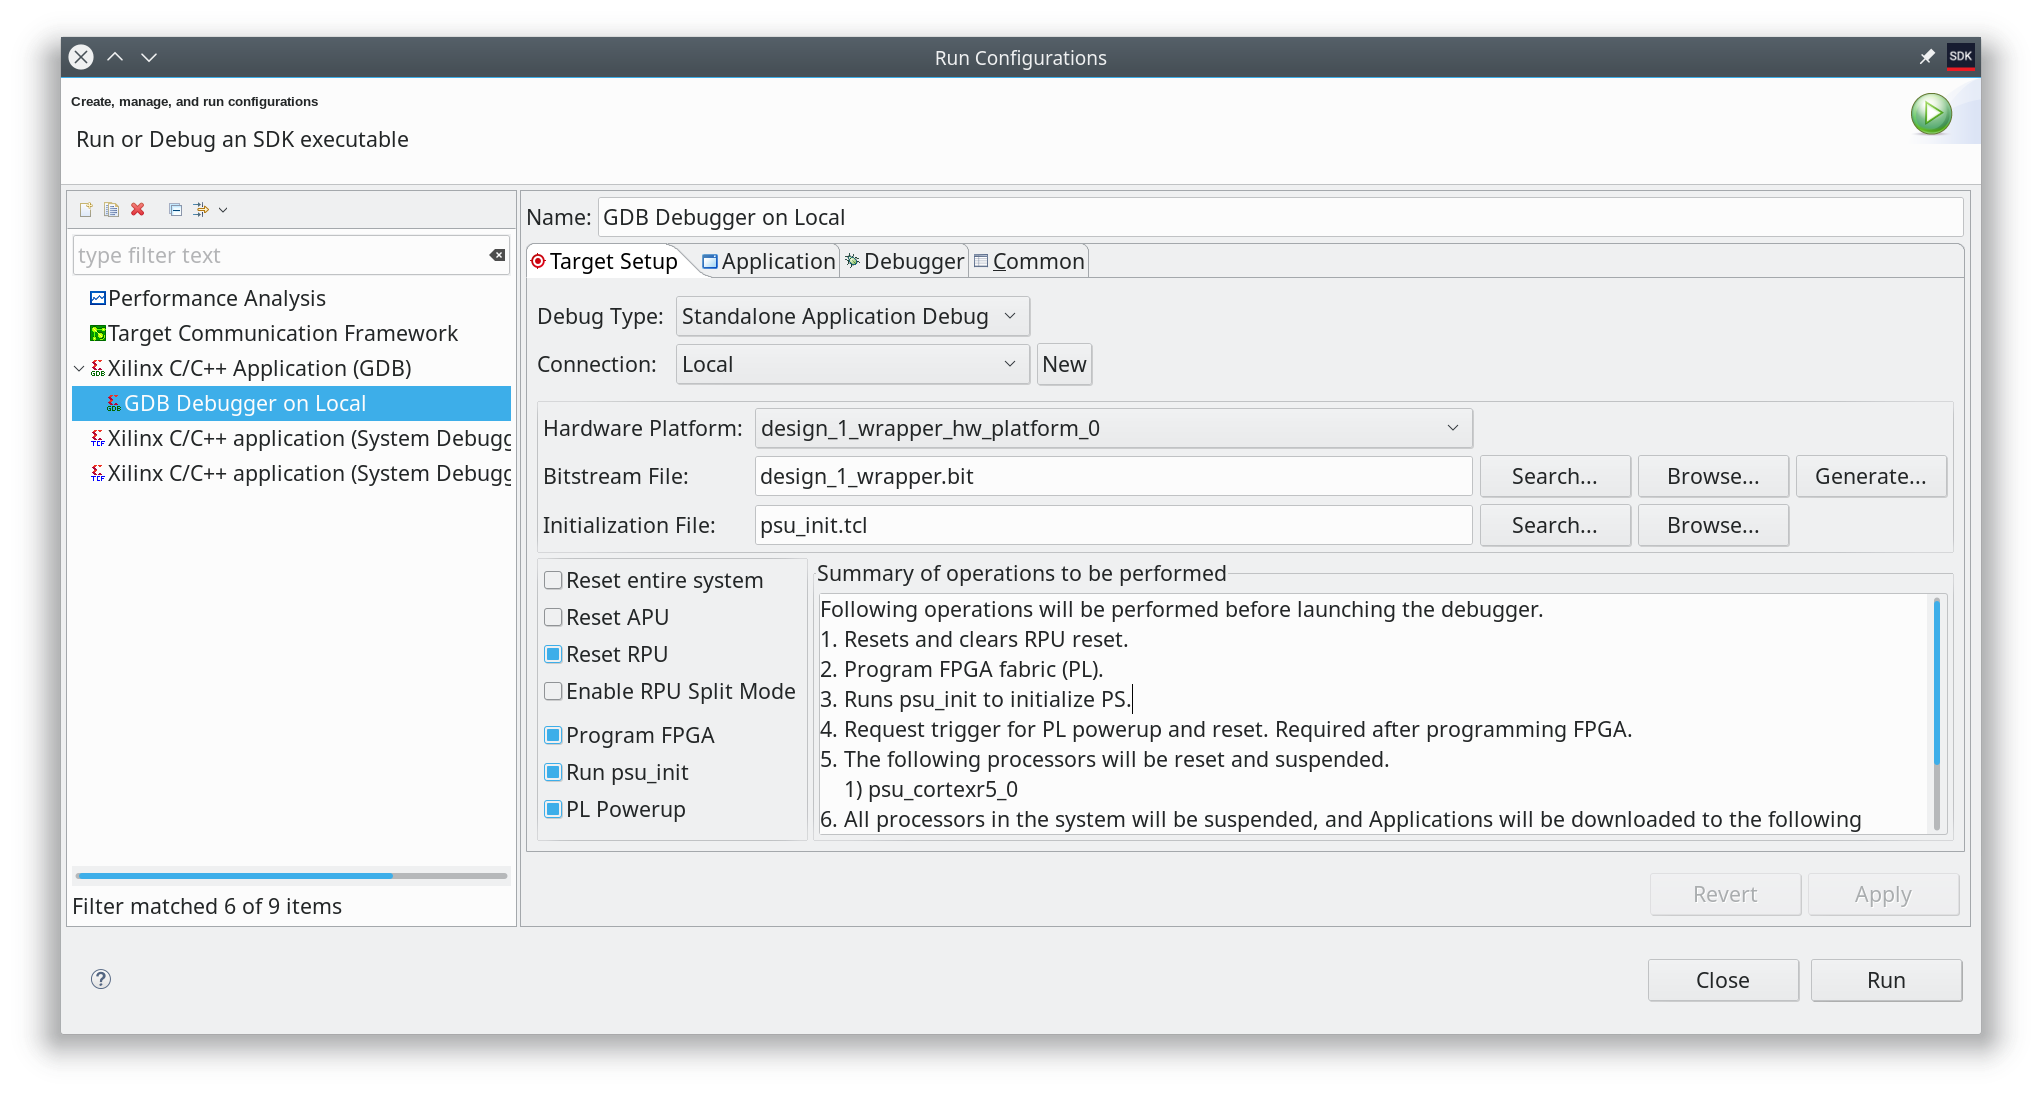 Run Configurations
SDK
Create, manage, and run configurations
Run or Debug an SDK executable
type filter text
Performance Analysis
Target Communication Framework
Xilinx C/C++ Application (GDB)
GDB Debugger on Local
Xilinx C/C++ application (System Debugg
Xilinx C/C++ application (System Debugg
Filter matched 6 of 9 items
Name: GDB Debugger on Local
Target Setup Application Debugger Common
Debug Type: Standalone Application Debug
Connection: Local New
Hardware Platform: design_1_wrapper_hw_platform_0
Bitstream File: design_1_wrapper.bit Search... Browse... Generate...
Initialization File: psu_init.tcl Search... Browse...
Reset entire system
Reset APU
Reset RPU
Enable RPU Split Mode
Program FPGA
Run psu_init
PL Powerup
Summary of operations to be performed
Following operations will be performed before launching the debugger.
1. Resets and clears RPU reset.
2. Program FPGA fabric (PL).
3. Runs psu_init to initialize PS.
4. Request trigger for PL powerup and reset. Required after programming FPGA.
5. The following processors will be reset and suspended.
1) psu_cortexr5_0
6. All processors in the system will be suspended, and Applications will be downloaded to the following
Revert Apply
Close Run